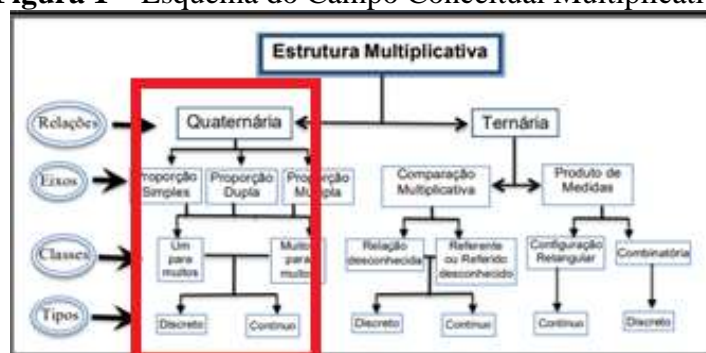 Figura 1 – Esquema do Campo Conceitual Multiplicati
Estrutura Multiplicativa
Relações
Quaternária
Ternária
Eixos
Proporção Simples
Proporção Dupla
Proporção Múltipla
Comparação Multiplicativa
Produto de Medidas
Classes
Um para muitos
Muitos para muitos
Relação desconhecida
Referente ou Referido desconhecido
Configuração Retangular
Combinatória
Tipos
Discreto
Contínuo
Discreto
Contínuo
Contínuo
Discreto